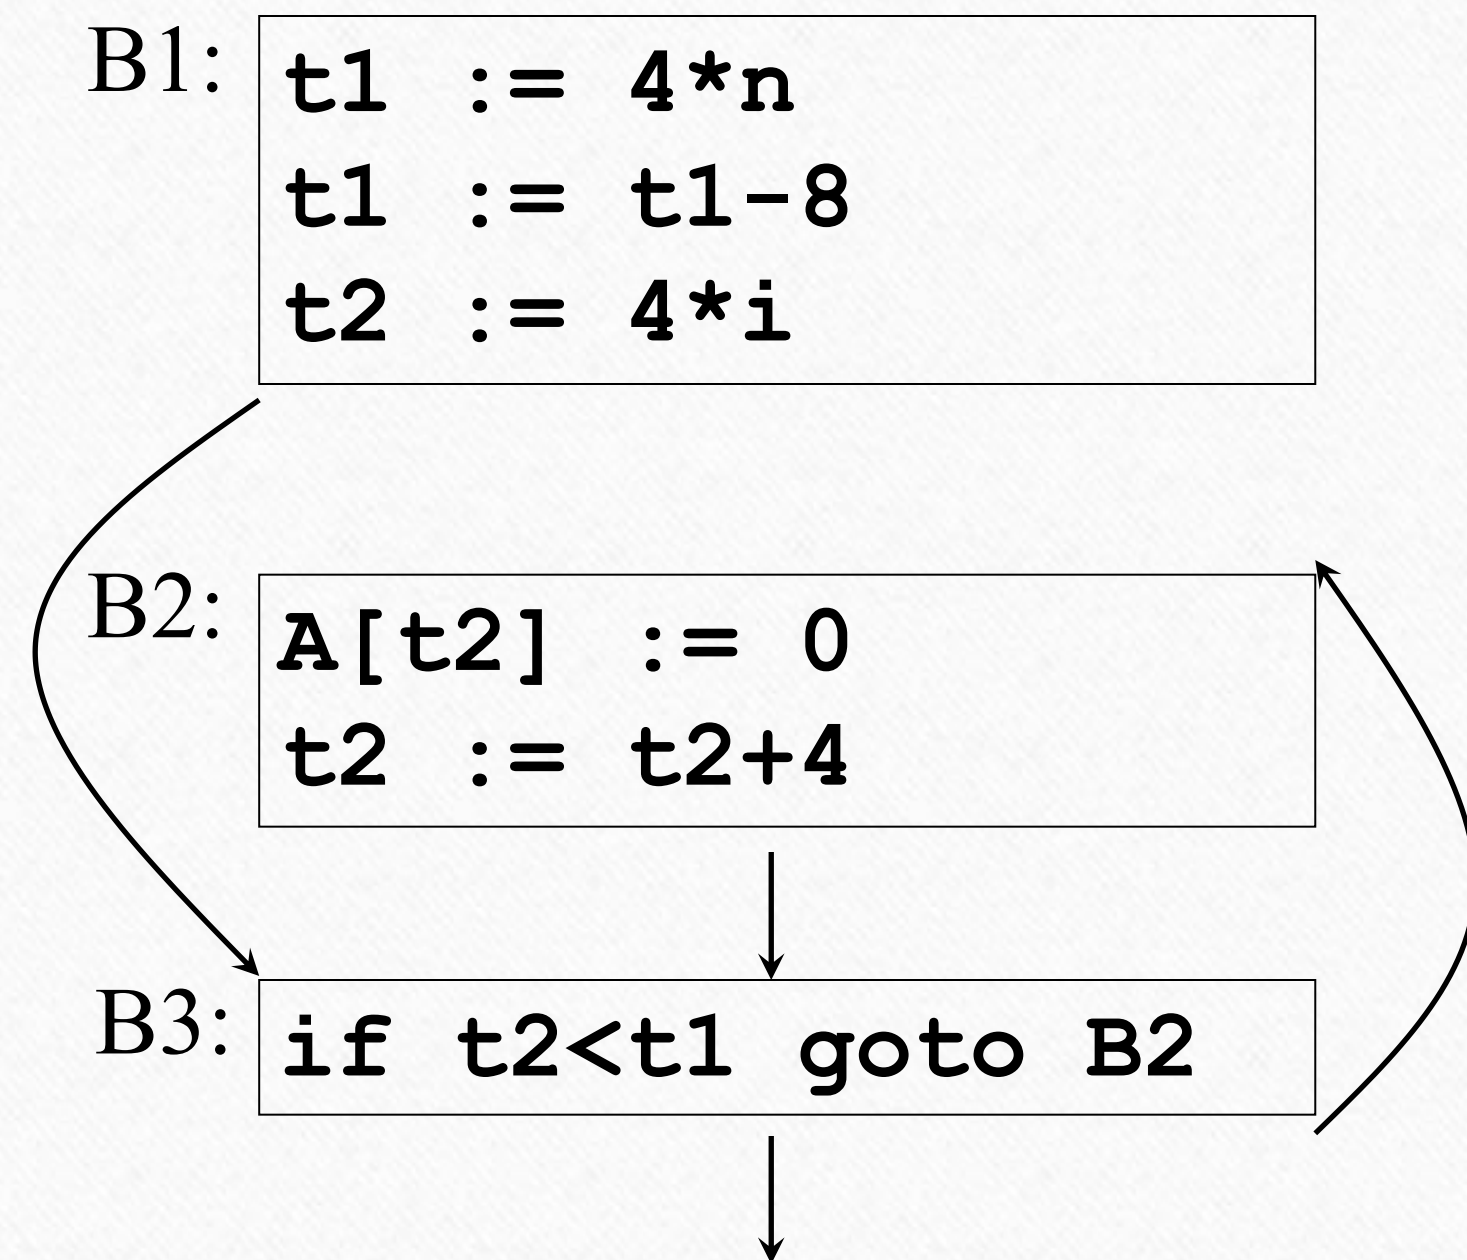 B1:
t1 := 4*n
t1 := t1-8
t2 := 4*i
B2:
A[t2] := 0
t2 := t2+4
B3:
if t2<t1 goto B2